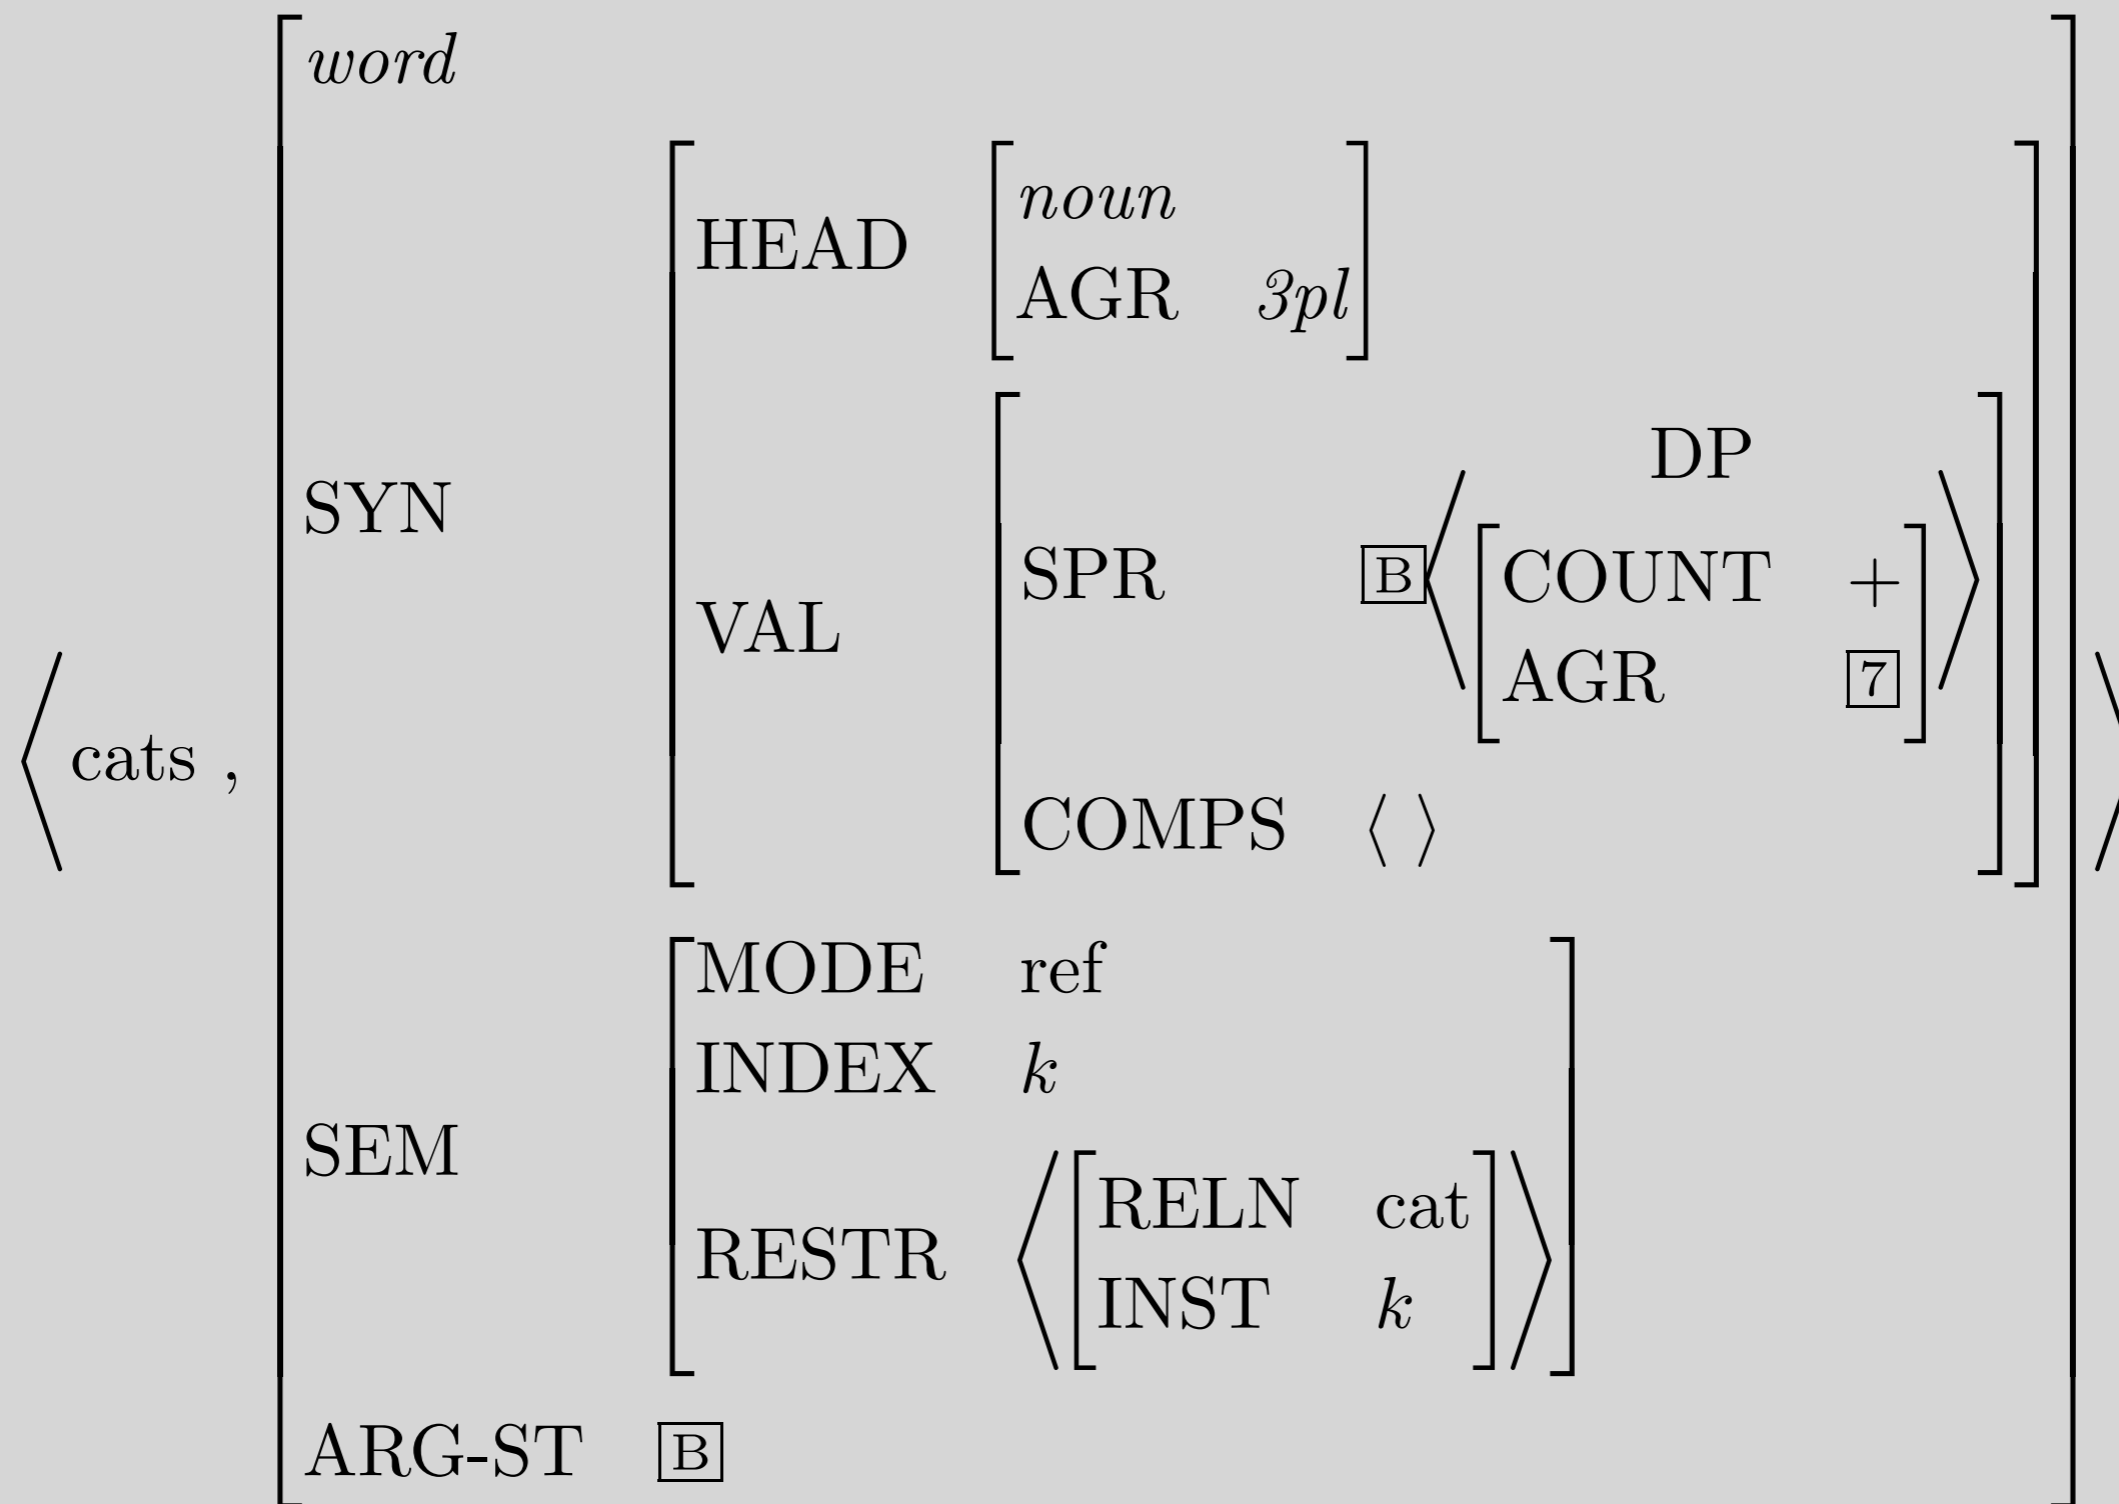 word
noun
HEAD
AGR 3pl
DP
SYN
SPR B COUNT +
VAL
AGR 7
⟨ cats ,
COMPS ⟨ ⟩
MODE ref
INDEX k
SEM
RELN cat
RESTR
INST k
ARG-ST B